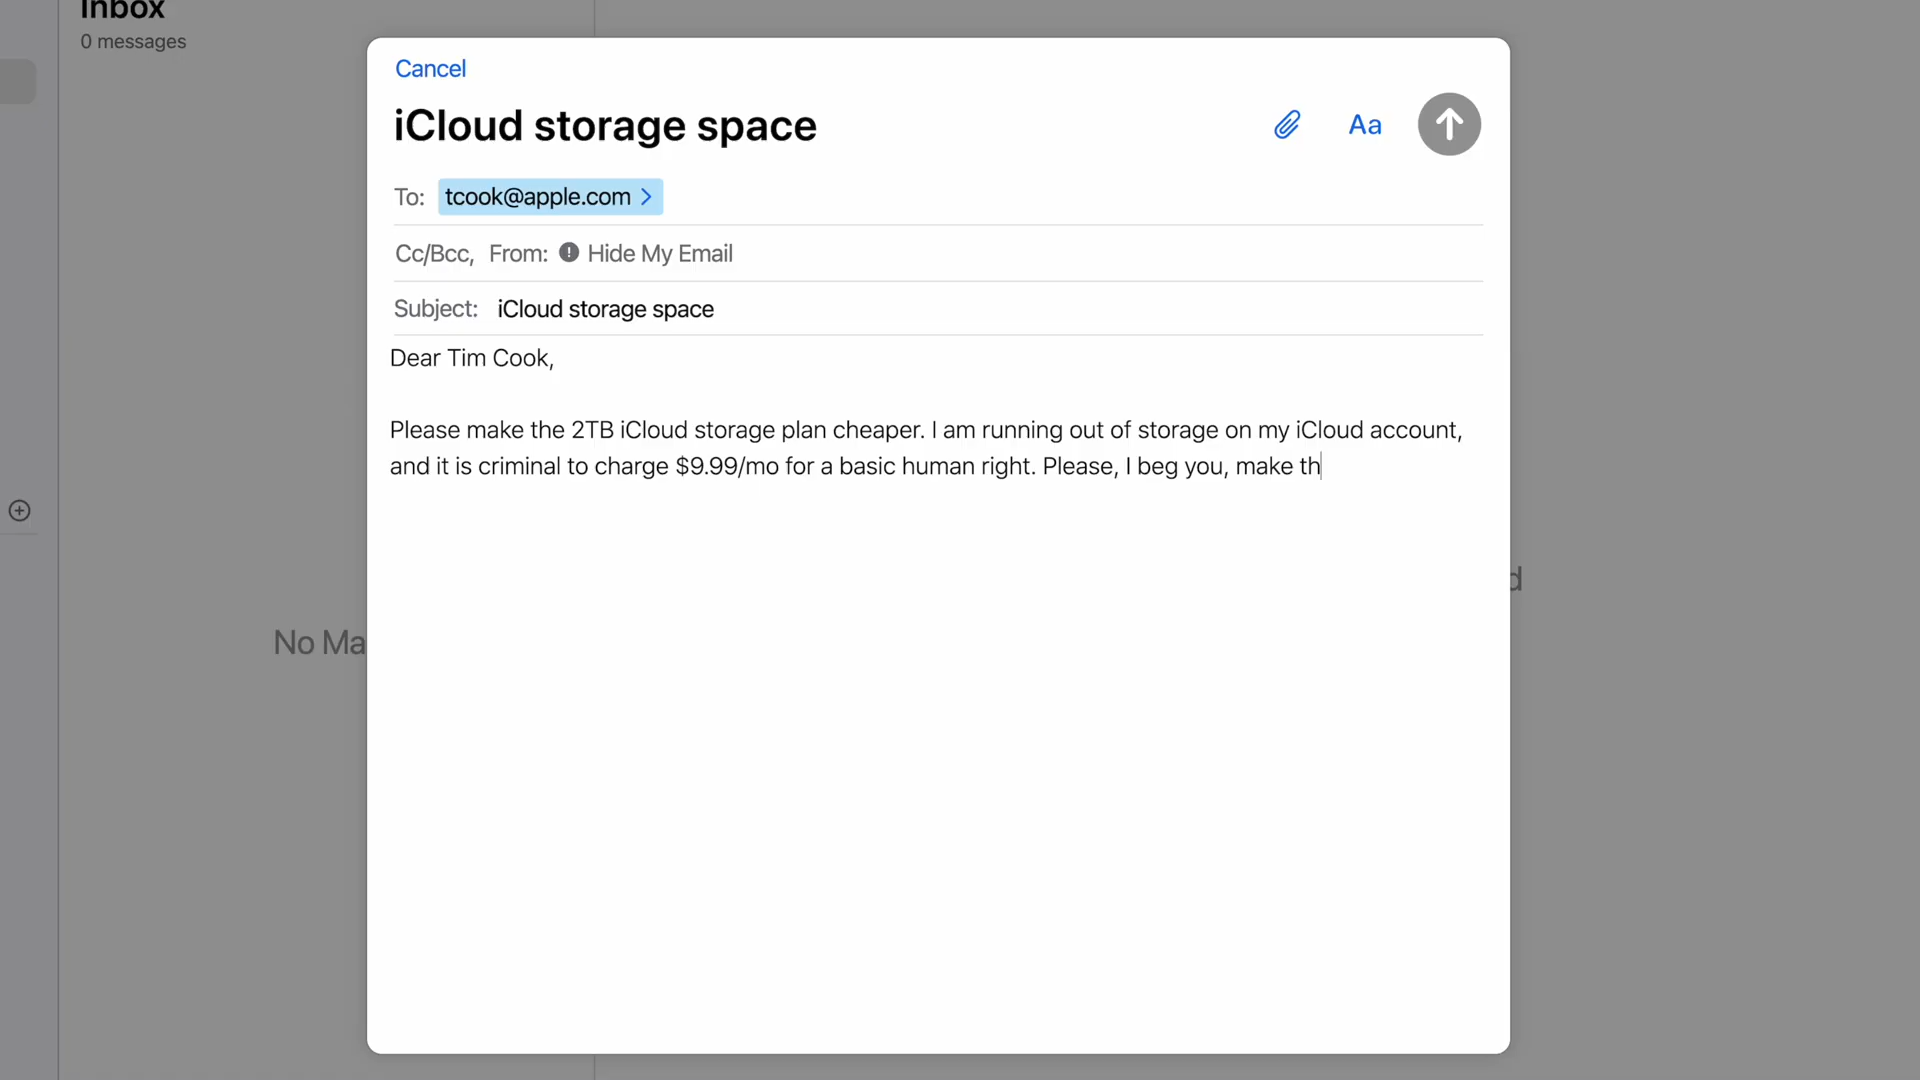 Inbox
0 messages
Cancel
iCloud storage space
Aa
To: tcook@apple.com
Cc/Bcc, From: Hide My Email
Subject: iCloud storage space
Dear Tim Cook,
Please make the 2TB iCloud storage plan cheaper. I am running out of storage on my iCloud account,
and it is criminal to charge $9.99/mo for a basic human right. Please, I beg you, make th
d
No Ma